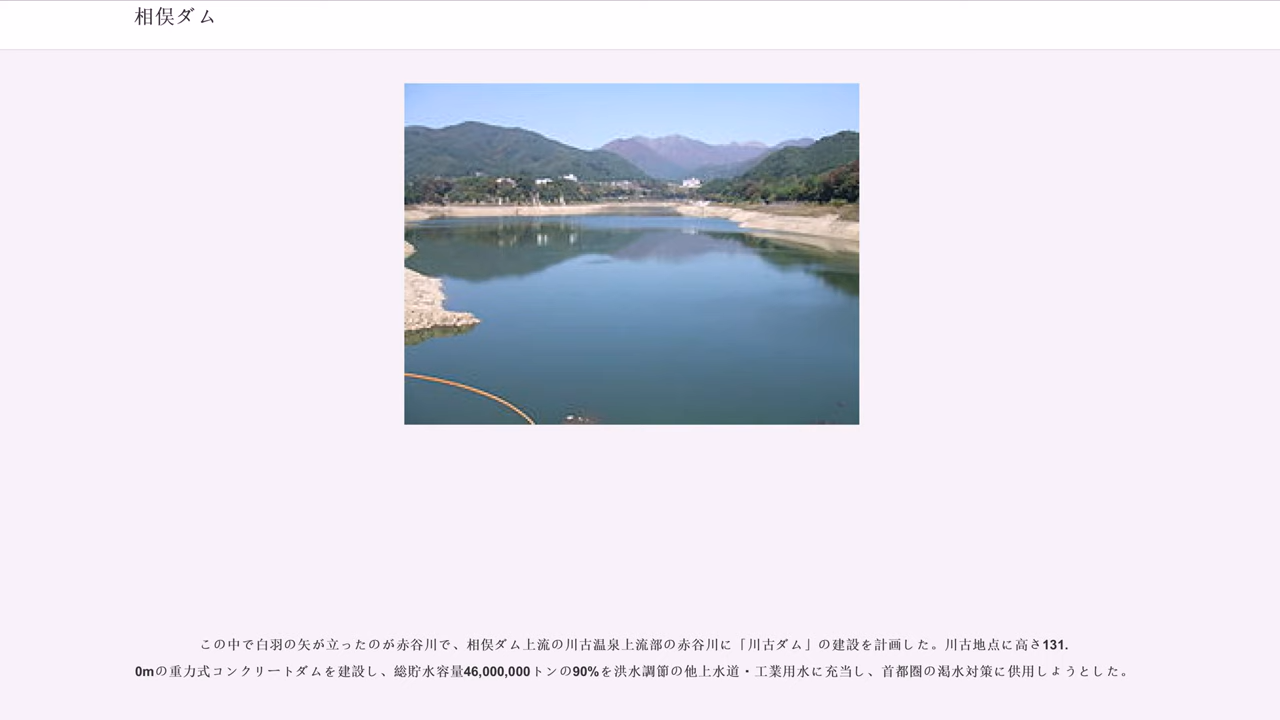 相俣ダム
この中で白羽の矢が立ったのが赤谷川で、相俣ダム上流の川古温泉上流部の赤谷川に「川古ダム」の建設を計画した。川古地点に高さ131.
0mの重力式コンクリートダムを建設し、総貯水容量46,000,000トンの90%を洪水調節の他上水道・工業用水に充当し、首都圏の渇水対策に供用しようとした。